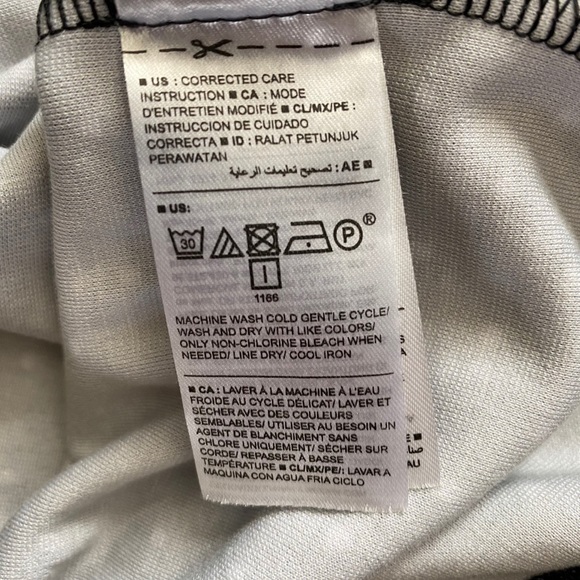 ■ US : CORRECTED CARE
INSTRUCTION ■ CA : MODE
D'ENTRETIEN MODIFIÉ ■ CL/MX/PE :
INSTRUCCION DE CUIDADO
CORRECTA ■ ID : RALAT PETUNJUK
PERAWATAN
■ AE : تصحيح تعليمات الرعاية
■ US:
30 P ®
1166
MACHINE WASH COLD GENTLE CYCLE/
WASH AND DRY WITH LIKE COLORS/
ONLY NON-CHLORINE BLEACH WHEN
NEEDED/ LINE DRY/ COOL IRON
■ CA : LAVER À LA MACHINE À L'EAU
FROIDE AU CYCLE DÉLICAT/ LAVER ET
SÉCHER AVEC DES COULEURS
SEMBLABLES/ UTILISER AU BESOIN UN
AGENT DE BLANCHIMENT SANS
CHLORE UNIQUEMENT/ SÉCHER SUR
CORDE/ REPASSER À BASSE
TEMPÉRATURE ■ CL/MX/PE/: LAVAR A
MAQUINA CON AGUA FRIA CICLO